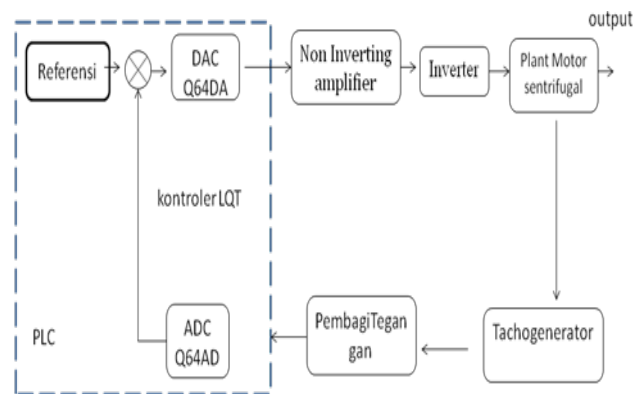 output
Referensi
DAC
Q64DA
Non Inverting
amplifier
Inverter
Plant Motor
sentrifugal
kontroler LQT
PLC
ADC
Q64AD
PembagiTegan
gan
Tachogenerator